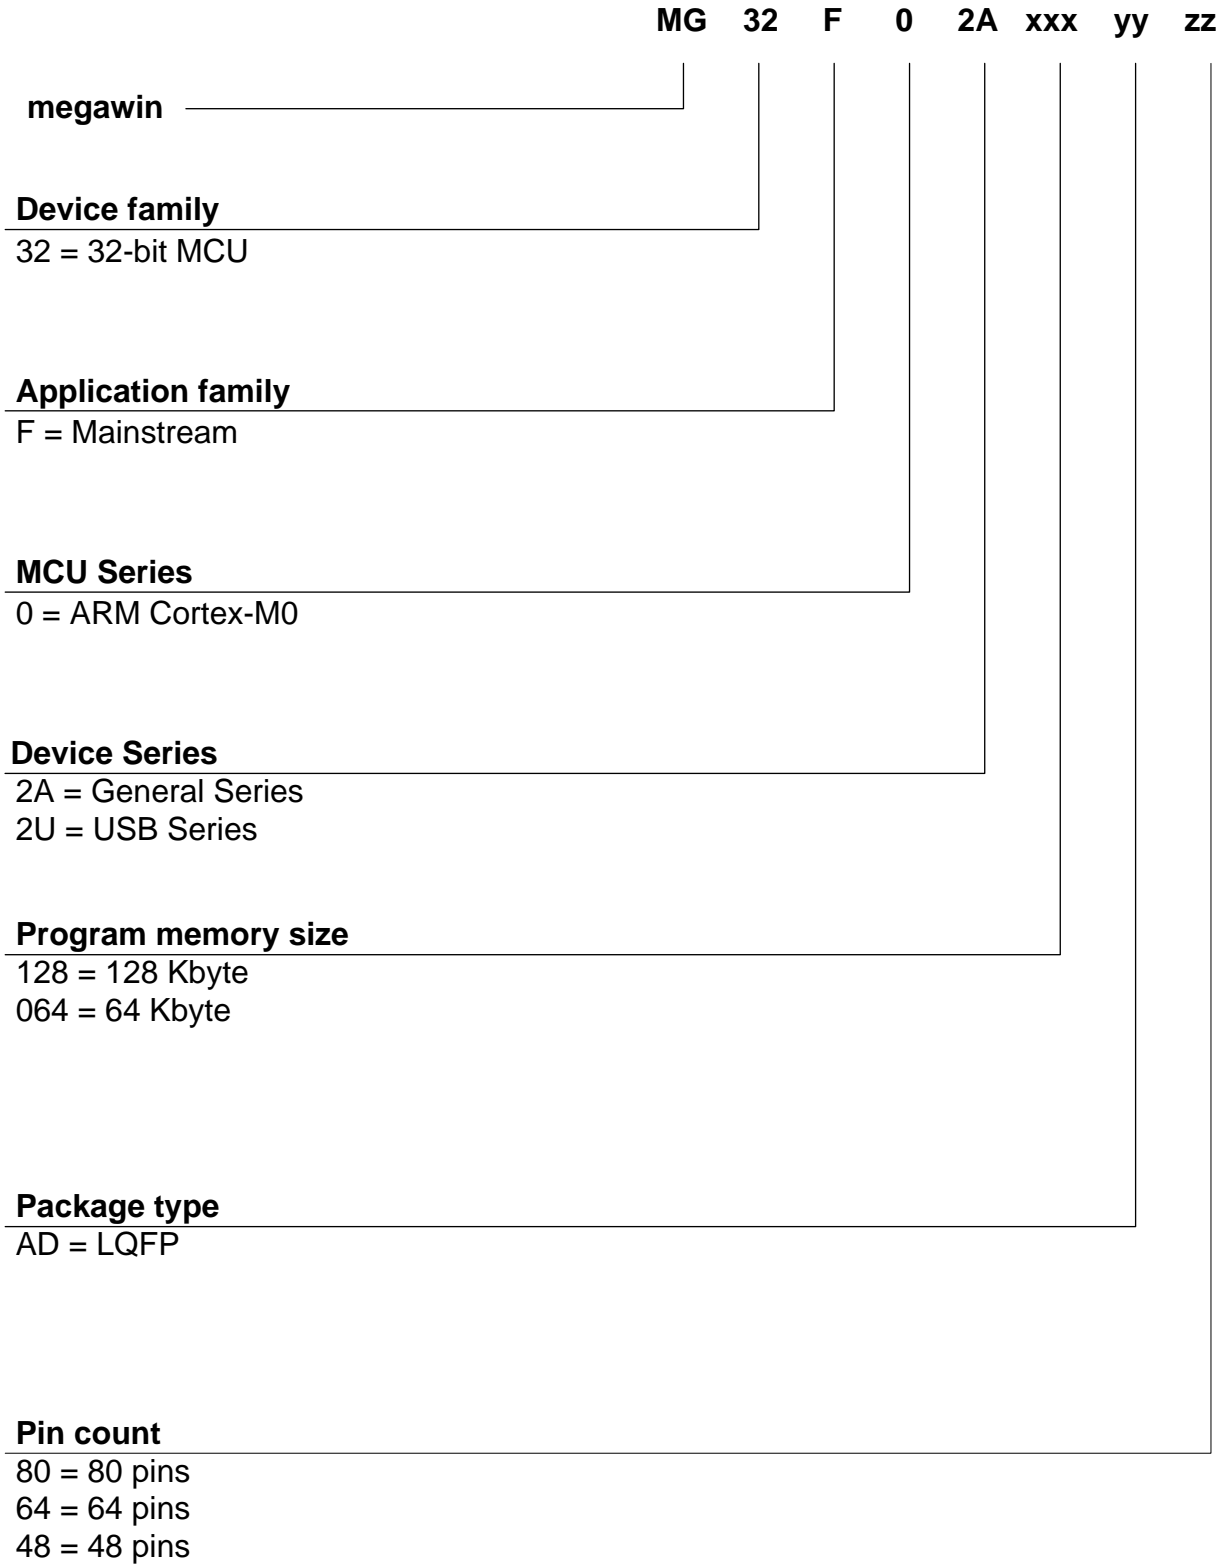 MG 32 F 0 2A xxx yy zz
megawin
Device family
32 = 32-bit MCU
Application family
F = Mainstream
MCU Series
0 = ARM Cortex-M0
Device Series
2A = General Series
2U = USB Series
Program memory size
128 = 128 Kbyte
064 = 64 Kbyte
Package type
AD = LQFP
Pin count
80 = 80 pins
64 = 64 pins
48 = 48 pins